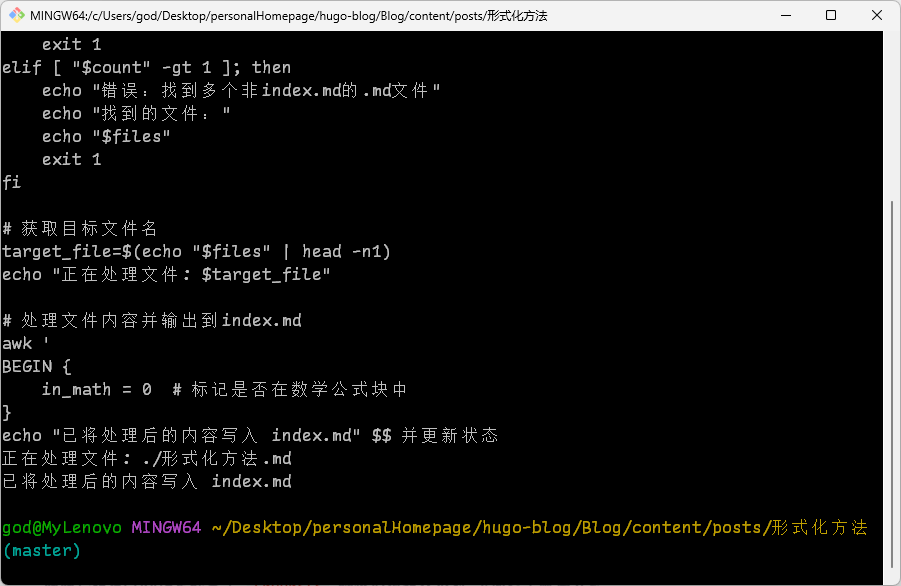 MINGW64:/c/Users/god/Desktop/personalHomepage/hugo-blog/Blog/content/posts/形式化方法
    exit 1
elif [ "$count" -gt 1 ]; then
    echo "错误：找到多个非index.md的.md文件"
    echo "找到的文件："
    echo "$files"
    exit 1
fi
# 获取目标文件名
target_file=$(echo "$files" | head -n1)
echo "正在处理文件: $target_file"
# 处理文件内容并输出到index.md
awk '
BEGIN {
    in_math = 0  # 标记是否在数学公式块中
}
echo "已将处理后的内容写入 index.md" $$ 并更新状态
正在处理文件: ./形式化方法.md
已将处理后的内容写入 index.md
god@MyLenovo MINGW64 ~/Desktop/personalHomepage/hugo-blog/Blog/content/posts/形式化方法
(master)